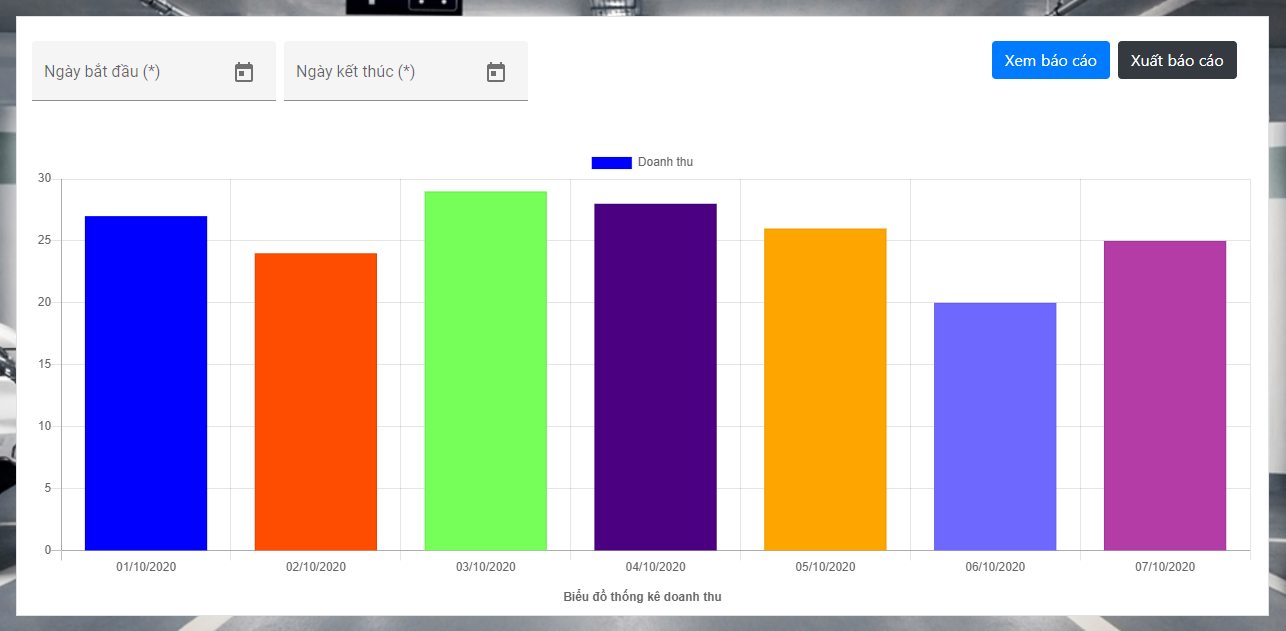 Ngày bắt đầu (*)
Ngày kết thúc (*)
Xem báo cáo
Xuất báo cáo
Doanh thu
30
25
20
15
10
5
0
01/10/2020
02/10/2020
03/10/2020
04/10/2020
05/10/2020
06/10/2020
07/10/2020
Biểu đồ thống kê doanh thu